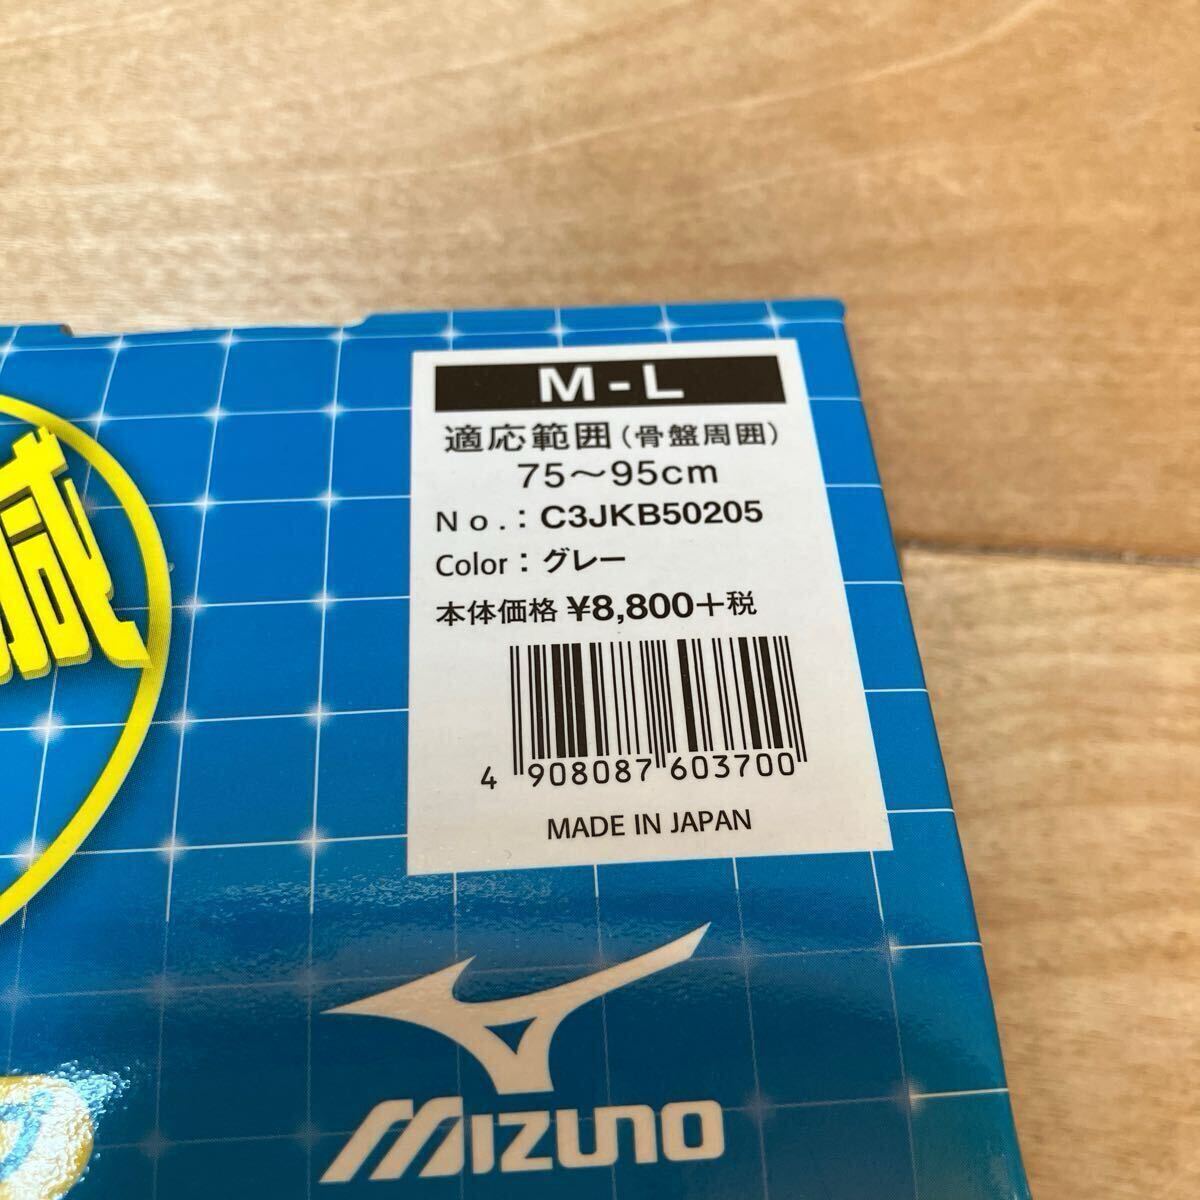 減
M-L
適応範囲(骨盤周囲)
75～95cm
No.: C3JKB50205
Color : グレー
本体価格 ¥8,800+税
4 908087 603700
MADE IN JAPAN
MIZUNO